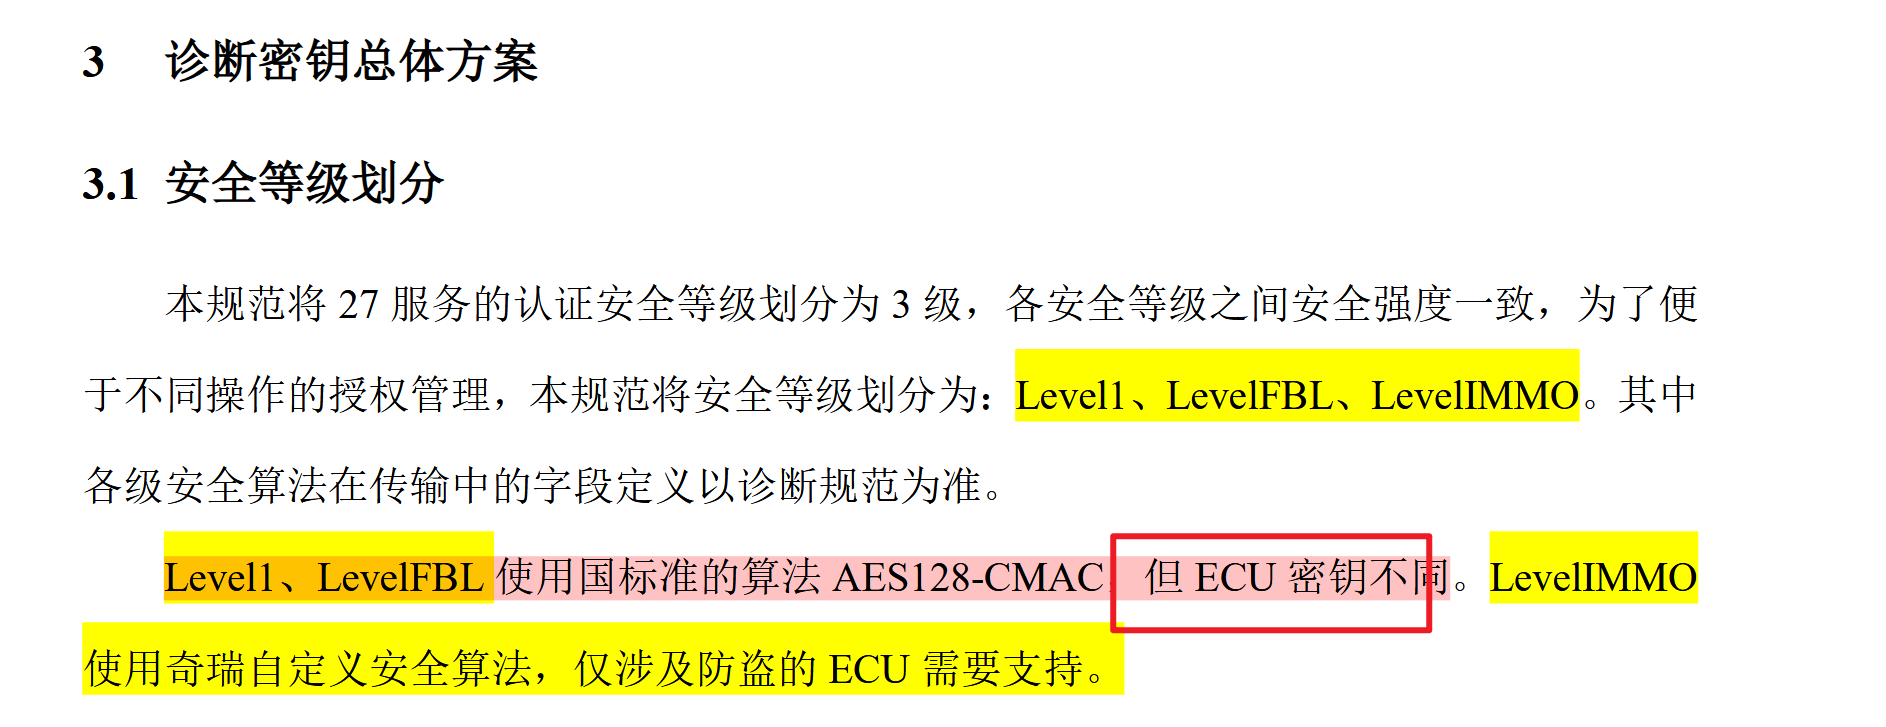 3 诊断密钥总体方案
3.1 安全等级划分
本规范将 27 服务的认证安全等级划分为 3 级，各安全等级之间安全强度一致，为了便
于不同操作的授权管理，本规范将安全等级划分为：Level1、LevelFBL、LevelIMMO。其中
各级安全算法在传输中的字段定义以诊断规范为准。
Level1、LevelFBL 使用国标准的算法 AES128-CMAC，但 ECU 密钥不同。LevelIMMO
使用奇瑞自定义安全算法，仅涉及防盗的 ECU 需要支持。